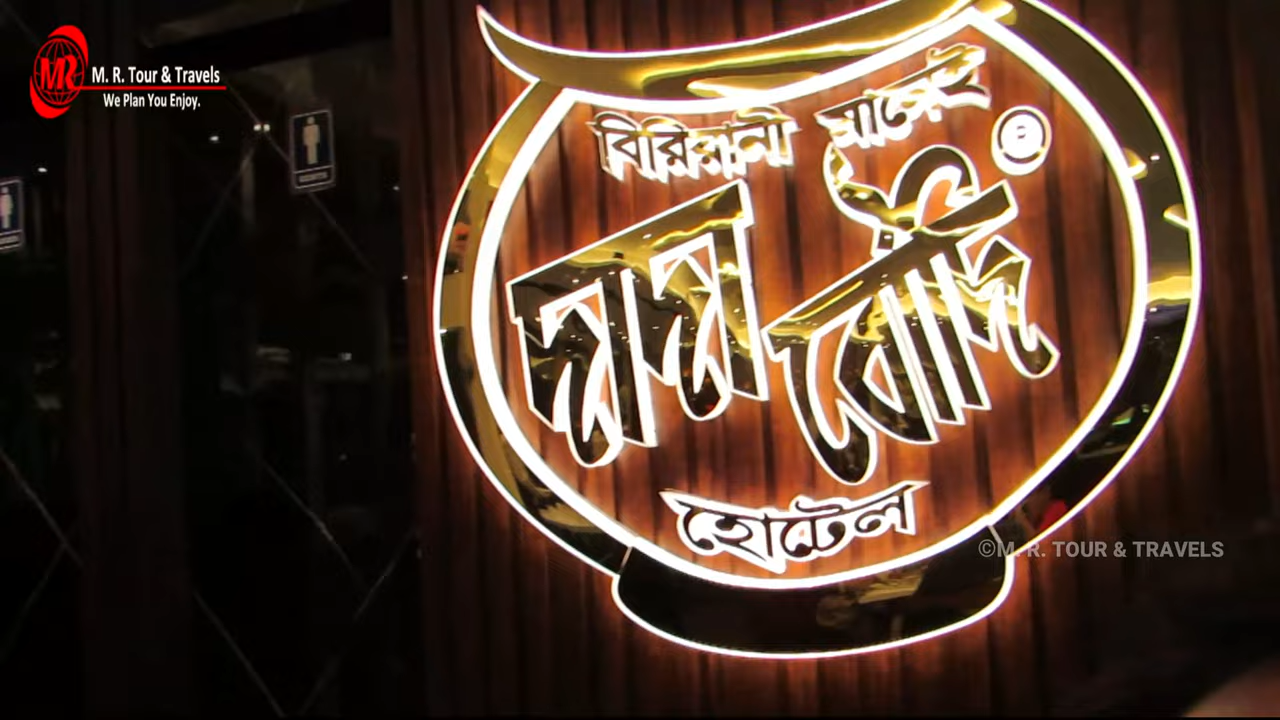 M. R. Tour & Travels
We Plan You Enjoy.
বিরিয়ানী মানেই
দাদা বৌদি
হোটেল
©M. R. TOUR & TRAVELS